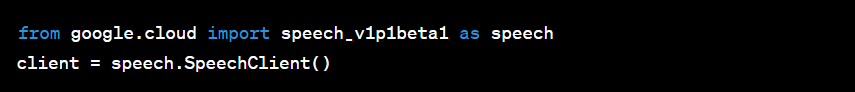 from google.cloud import speech_v1p1beta1 as speech
client = speech.SpeechClient()